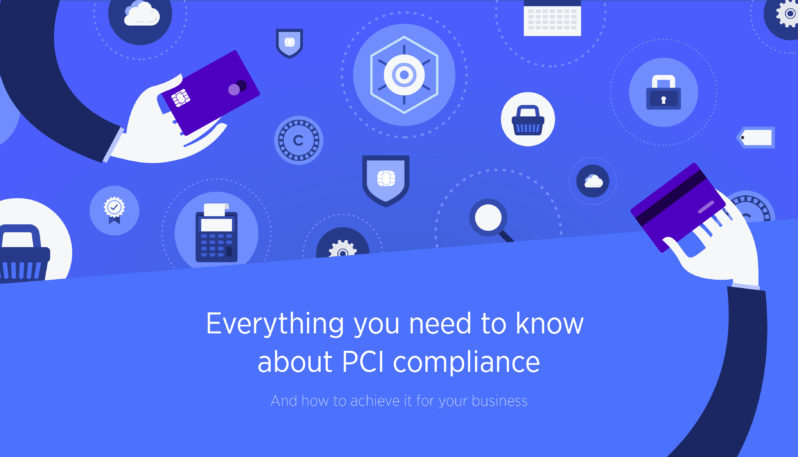 C
Everything you need to know
about PCI compliance
And how to achieve it for your business